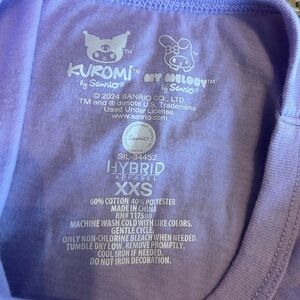 KUROMI™ MY MELODY™
by Sanrio® by Sanrio®
© 2024 SANRIO CO., LTD.
TM and ® denote U.S. Trademarks
Used Under License.
www.sanrio.com
Sanrio
SIL-34452
HYBRID
APPAREL
XXS
60% COTTON 40% POLYESTER
MADE IN CHINA
RN# 117508
MACHINE WASH COLD WITH LIKE COLORS.
GENTLE CYCLE.
ONLY NON-CHLORINE BLEACH WHEN NEEDED.
TUMBLE DRY LOW. REMOVE PROMPTLY.
COOL IRON IF NEEDED.
DO NOT IRON DECORATION.